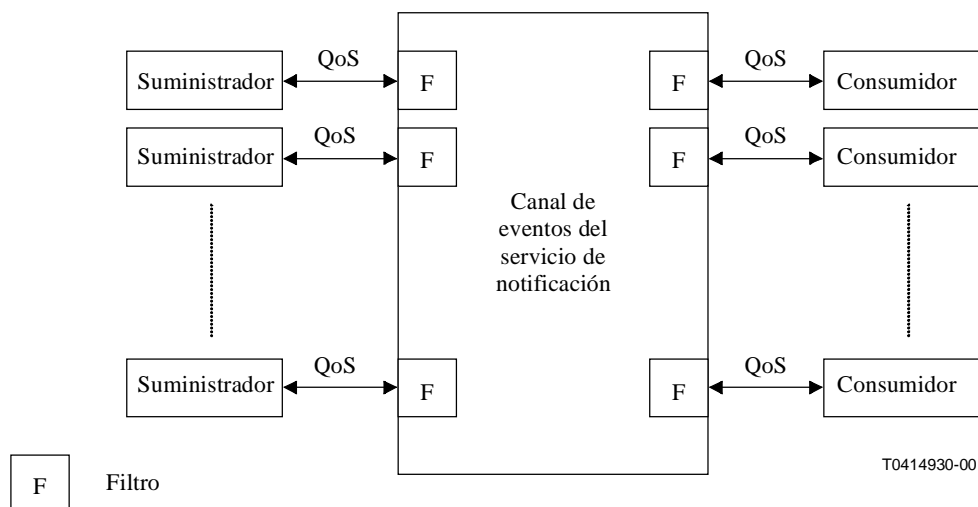 QoS QoS
Suministrador F F Consumidor
QoS QoS
Suministrador F F Consumidor
Canal de
eventos del
servicio de
notificación
QoS QoS
Suministrador F F Consumidor
T0414930-00
F Filtro